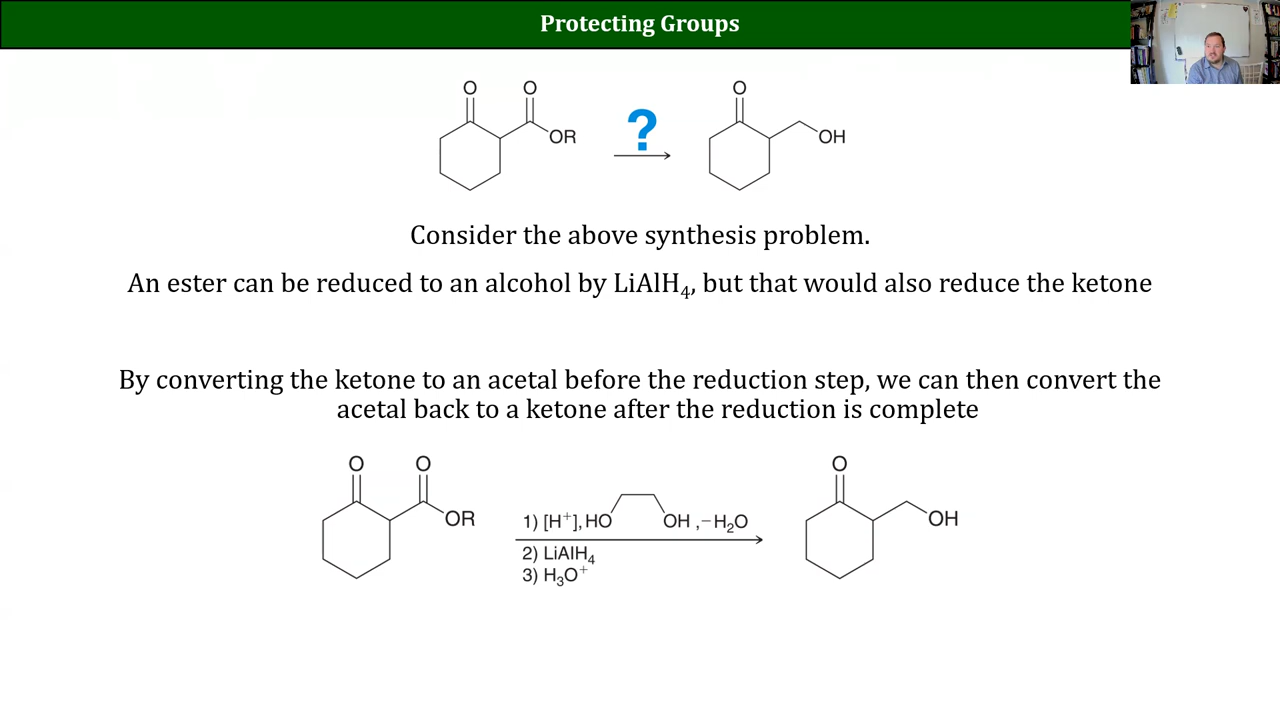 Protecting Groups
O O O
OR ? OH
Consider the above synthesis problem.
An ester can be reduced to an alcohol by LiAlH₄, but that would also reduce the ketone
By converting the ketone to an acetal before the reduction step, we can then convert the
acetal back to a ketone after the reduction is complete
O O O
OR 1) [H⁺], HO OH ,−H₂O OH
2) LiAlH₄
3) H₃O⁺